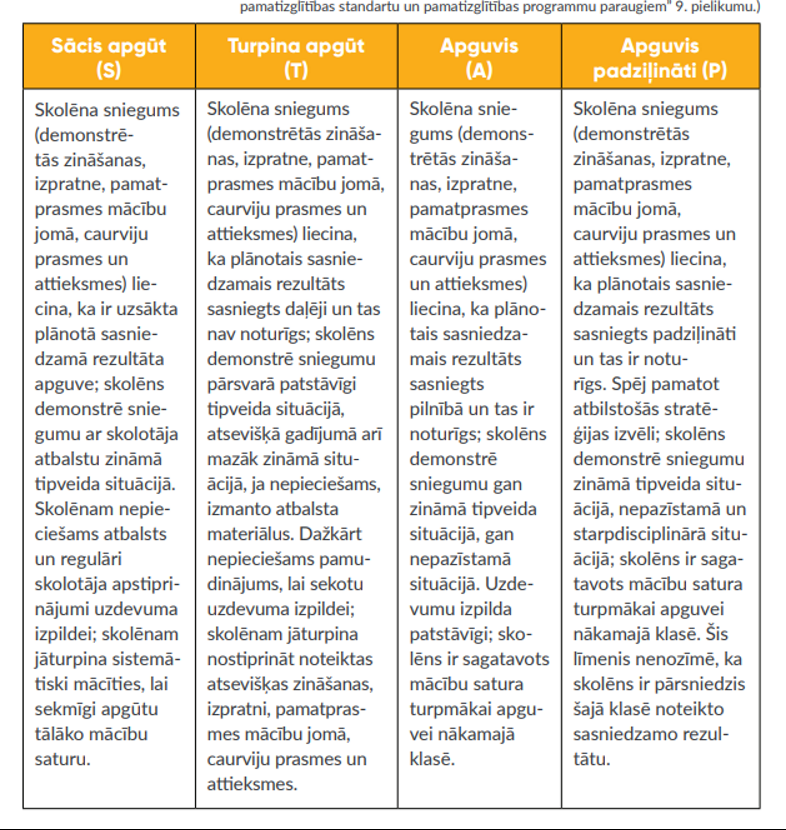 pamatizglītības standartu un pamatizglītības programmu paraugiem" 9. pielikumu.)
Sācis apgūt
(S)
Skolēna sniegums
(demonstrē-
tās zināšanas,
izpratne, pamat-
prasmes mācību
jomā, caurviju
prasmes un
attieksmes) lie-
cina, ka ir uzsākta
plānotā sasnie-
dzamā rezultāta
apguve; skolēns
demonstrē snie-
gumu ar skolotāja
atbalstu zināmā
tipveida situācijā.
Skolēnam nepie-
ciešams atbalsts
un regulāri
skolotāja apstipri-
nājumi uzdevuma
izpildei; skolēnam
jāturpina sistemā-
tiski mācīties, lai
sekmīgi apgūtu
tālāko mācību
saturu.
Turpina apgūt
(T)
Skolēna sniegums
(demonstrētās zināša-
nas, izpratne, pamat-
prasmes mācību jomā,
caurviju prasmes un
attieksmes) liecina,
ka plānotais sasnie-
dzamais rezultāts
sasniegts daļēji un tas
nav noturīgs; skolēns
demonstrē sniegumu
pārsvarā patstāvīgi
tipveida situācijā,
atsevišķā gadījumā arī
mazāk zināmā situ-
ācijā, ja nepieciešams,
izmanto atbalsta
materiālus. Dažkārt
nepieciešams pamu-
dinājums, lai sekotu
uzdevuma izpildei;
skolēnam jāturpina
nostiprināt noteiktas
atsevišķas zināšanas,
izpratni, pamatpras-
mes mācību jomā,
caurviju prasmes un
attieksmes.
Apguvis
(A)
Skolēna snie-
gums (demons-
trētās zināša-
nas, izpratne,
pamatprasmes
mācību jomā,
caurviju prasmes
un attieksmes)
liecina, ka plāno-
tais sasniedza-
mais rezultāts
sasniegts
pilnībā un tas ir
noturīgs; skolēns
demonstrē
sniegumu gan
zināmā tipveida
situācijā, gan
nepazīstamā
situācijā. Uzde-
vumu izpilda
patstāvīgi; sko-
lēns ir sagatavots
mācību satura
turpmākai apgu-
vei nākamajā
klasē.
Apguvis
padziļināti (P)
Skolēna sniegums
(demonstrētās
zināšanas, izpratne,
pamatprasmes
mācību jomā,
caurviju prasmes un
attieksmes) liecina,
ka plānotais sasnie-
dzamais rezultāts
sasniegts padziļināti
un tas ir notu-
rīgs. Spēj pamatot
atbilstošās stratē-
ģijas izvēli; skolēns
demonstrē sniegumu
zināmā tipveida situ-
ācijā, nepazīstamā un
starpdisciplinārā situ-
ācijā; skolēns ir saga-
tavots mācību satura
turpmākai apguvei
nākamajā klasē. Šis
līmenis nenozīmē, ka
skolēns ir pārsniedzis
šajā klasē noteikto
sasniedzamo rezul-
tātu.